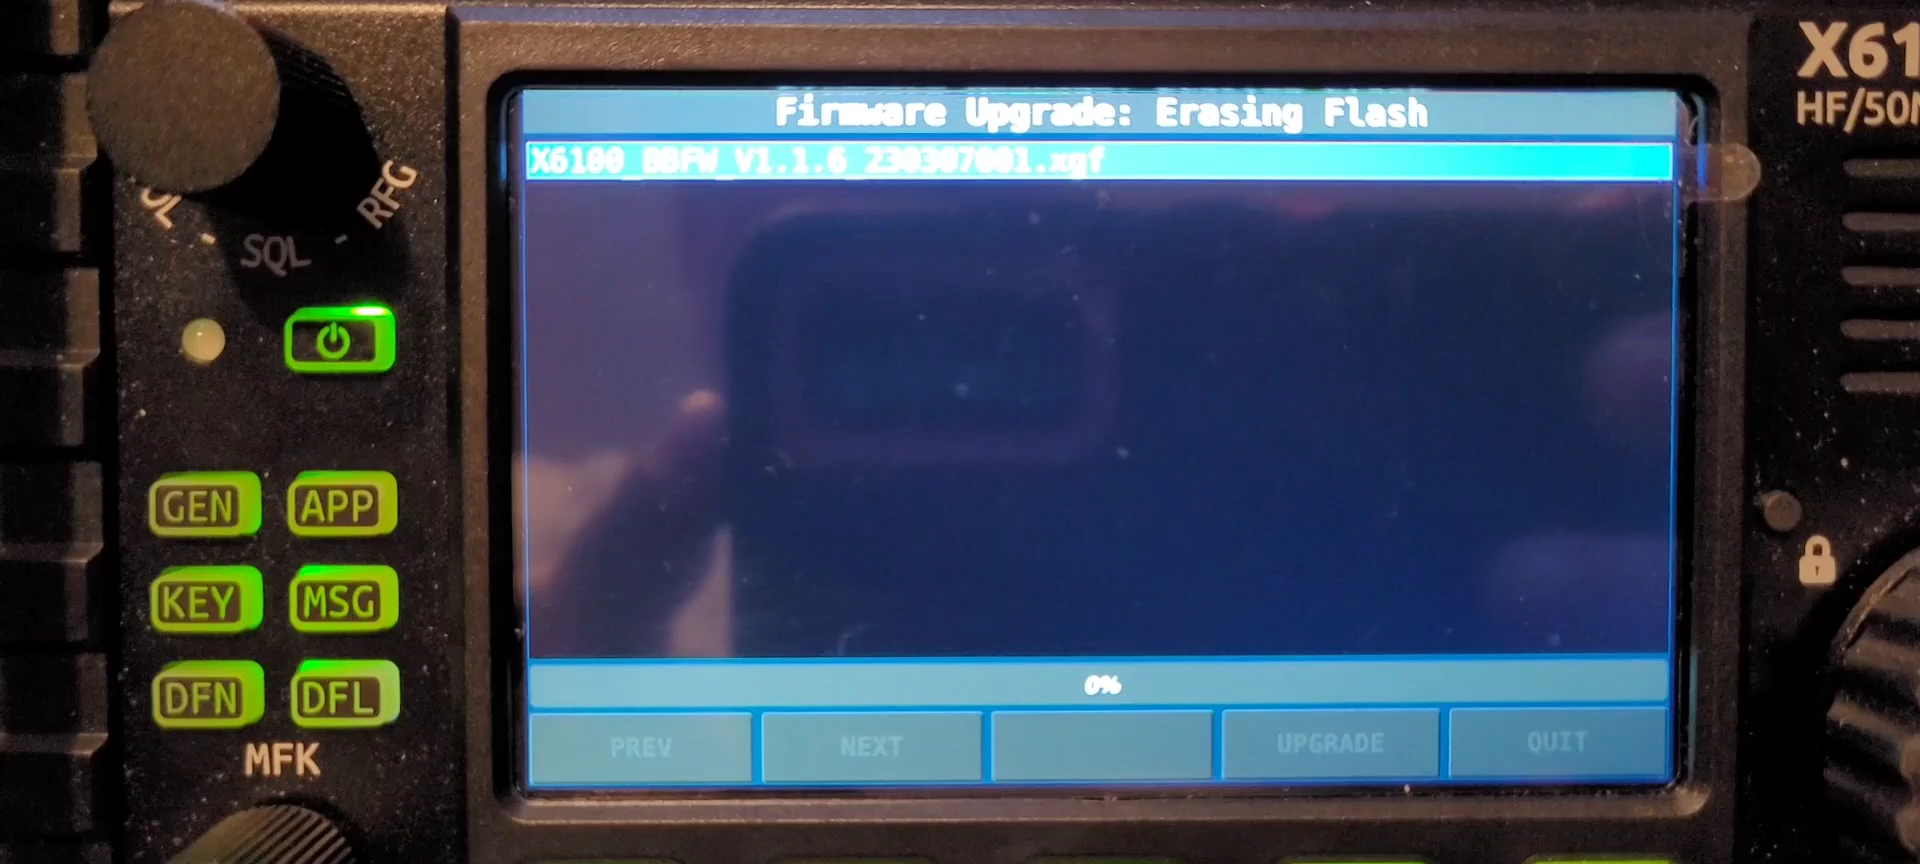 X61
HF/50
Firmware Upgrade: Erasing Flash
X6100 BBFW V1.1.6 230307001.xgf
RFG
SQL
GEN APP
KEY MSG
DFN DFL
MFK
0%
PREV NEXT UPGRADE QUIT